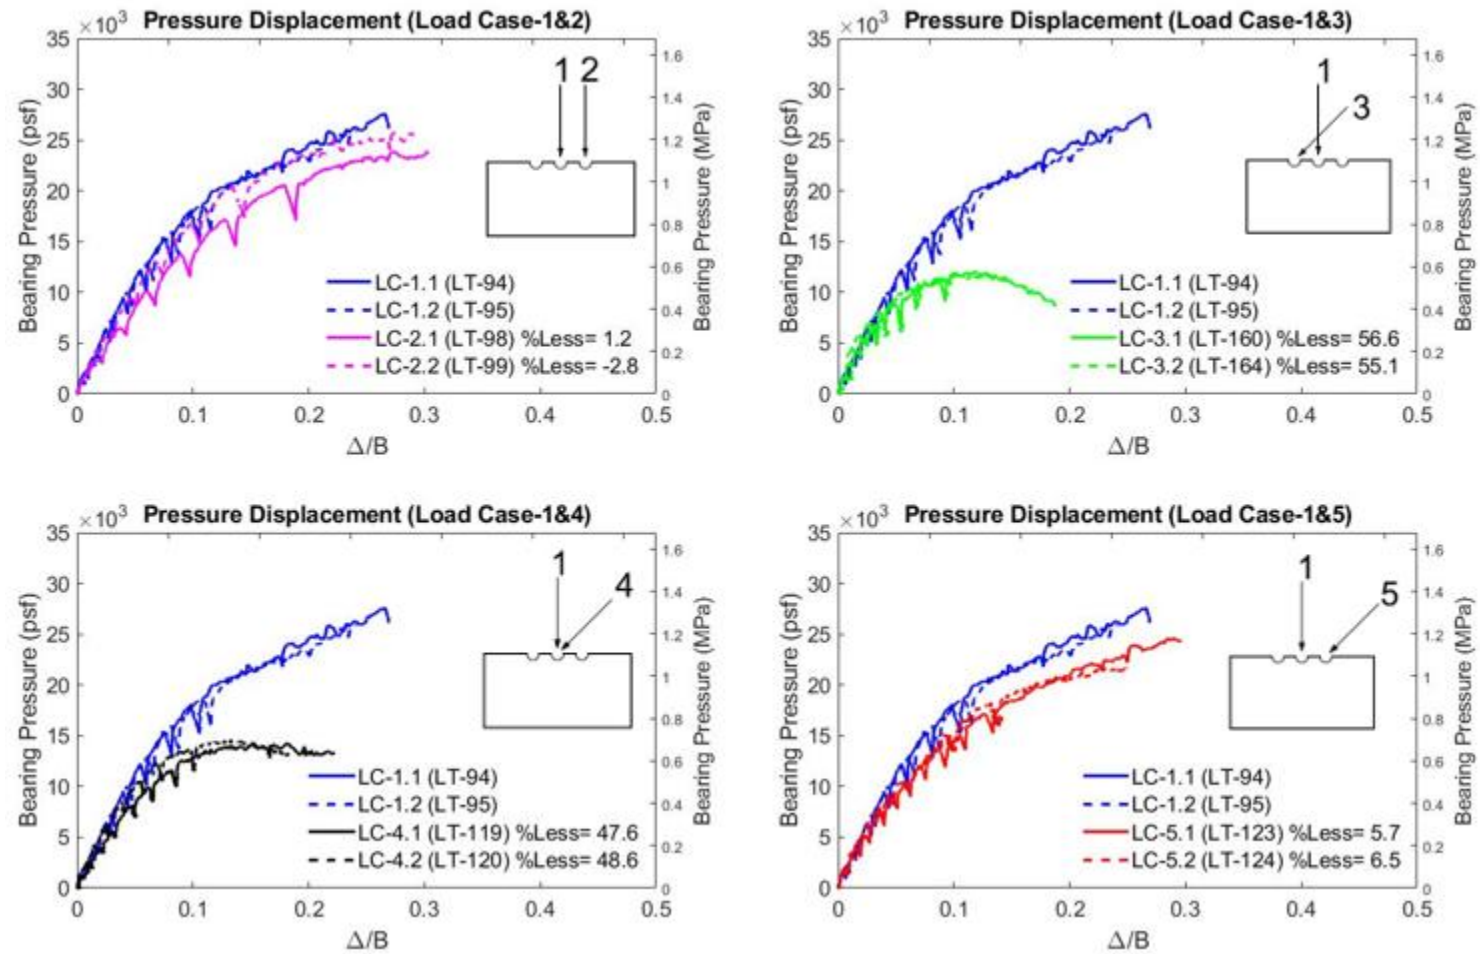 Pressure Displacement (Load Case-1&2)
×10³
35
30
25
20
15
10
5
0
Bearing Pressure (psf)
1.6
1.4
1.2
1
0.8
0.6
0.4
0.2
0
Bearing Pressure (MPa)
1 2
LC-1.1 (LT-94)
LC-1.2 (LT-95)
LC-2.1 (LT-98) %Less= 1.2
LC-2.2 (LT-99) %Less= -2.8
0 0.1 0.2 0.3 0.4 0.5
Δ/B
Pressure Displacement (Load Case-1&3)
×10³
35
30
25
20
15
10
5
0
Bearing Pressure (psf)
1.6
1.4
1.2
1
0.8
0.6
0.4
0.2
0
Bearing Pressure (MPa)
1
3
LC-1.1 (LT-94)
LC-1.2 (LT-95)
LC-3.1 (LT-160) %Less= 56.6
LC-3.2 (LT-164) %Less= 55.1
0 0.1 0.2 0.3 0.4 0.5
Δ/B
Pressure Displacement (Load Case-1&4)
×10³
35
30
25
20
15
10
5
0
Bearing Pressure (psf)
1.6
1.4
1.2
1
0.8
0.6
0.4
0.2
0
Bearing Pressure (MPa)
1
4
LC-1.1 (LT-94)
LC-1.2 (LT-95)
LC-4.1 (LT-119) %Less= 47.6
LC-4.2 (LT-120) %Less= 48.6
0 0.1 0.2 0.3 0.4 0.5
Δ/B
Pressure Displacement (Load Case-1&5)
×10³
35
30
25
20
15
10
5
0
Bearing Pressure (psf)
1.6
1.4
1.2
1
0.8
0.6
0.4
0.2
0
Bearing Pressure (MPa)
1
5
LC-1.1 (LT-94)
LC-1.2 (LT-95)
LC-5.1 (LT-123) %Less= 5.7
LC-5.2 (LT-124) %Less= 6.5
0 0.1 0.2 0.3 0.4 0.5
Δ/B